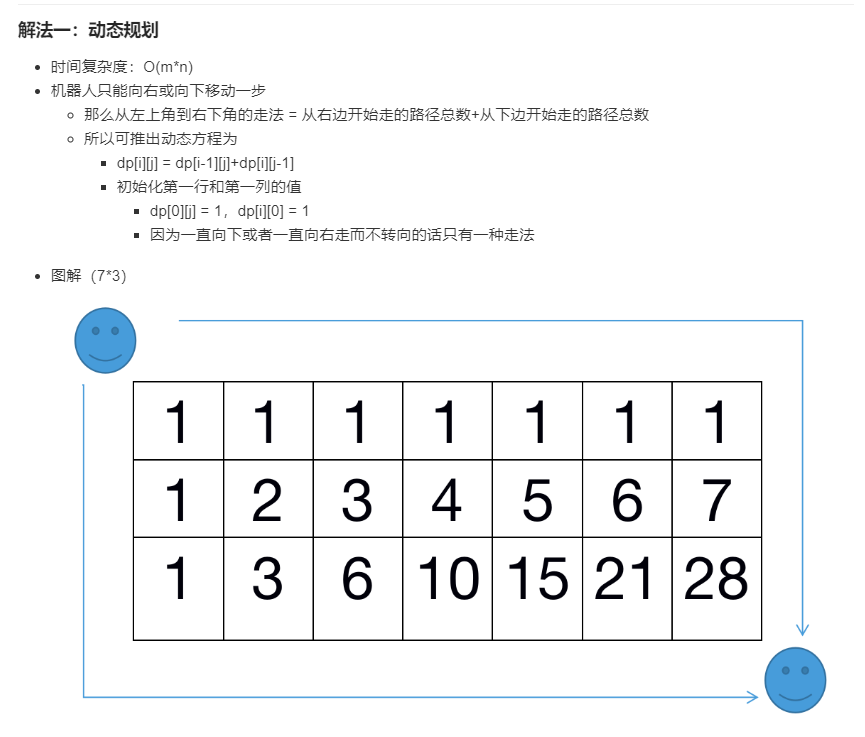 解法一：动态规划
时间复杂度：O(m*n)
机器人只能向右或向下移动一步
那么从左上角到右下角的走法 = 从右边开始走的路径总数+从下边开始走的路径总数
所以可推出动态方程为
dp[i][j] = dp[i-1][j]+dp[i][j-1]
初始化第一行和第一列的值
dp[0][j] = 1，dp[i][0] = 1
因为一直向下或者一直向右走而不转向的话只有一种走法
图解（7*3）
1 1 1 1 1 1 1
1 2 3 4 5 6 7
1 3 6 10 15 21 28